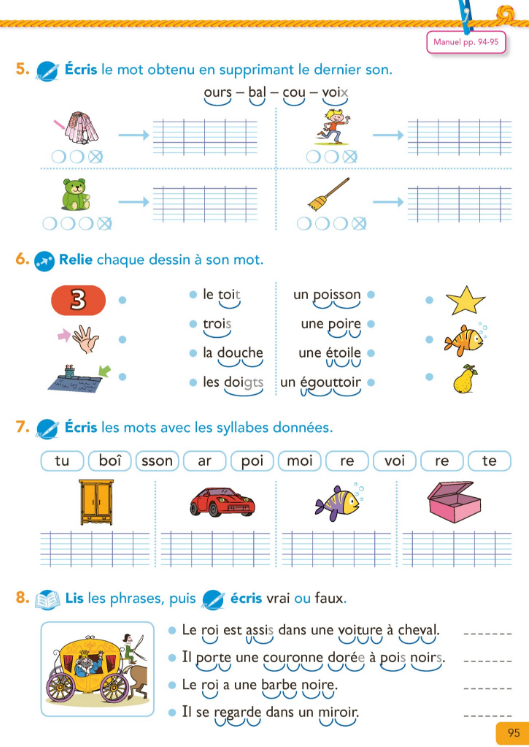 Manuel pp. 94-95
5. Écris le mot obtenu en supprimant le dernier son.
ours – bal – cou – voix
6. Relie chaque dessin à son mot.
3
le toit
un poisson
trois
une poire
la douche
une étoile
les doigts
un égouttoir
7. Écris les mots avec les syllabes données.
tu boî sson ar poi moi re voi re te
8. Lis les phrases, puis écris vrai ou faux.
Le roi est assis dans une voiture à cheval.
Il porte une couronne dorée à pois noirs.
Le roi a une barbe noire.
Il se regarde dans un miroir.
95